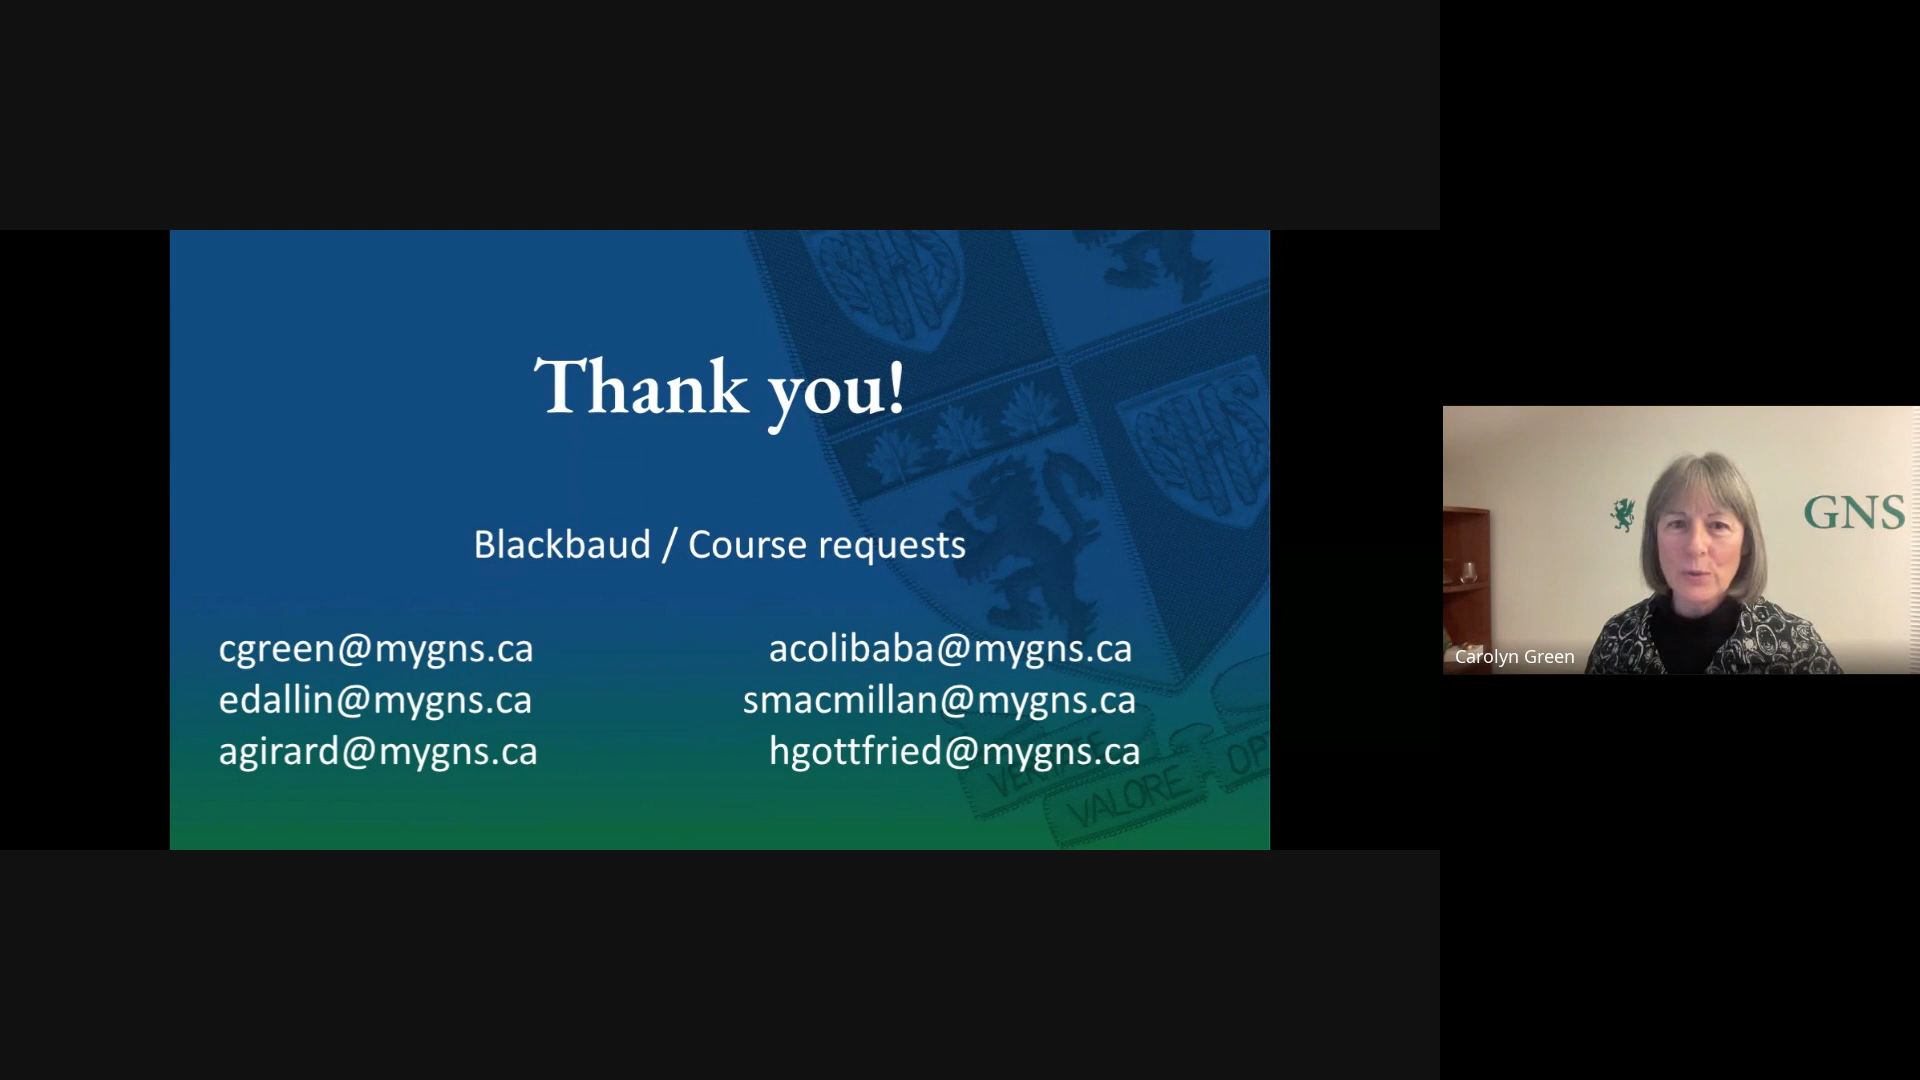 Thank you!
Blackbaud / Course requests
cgreen@mygns.ca acolibaba@mygns.ca
edallin@mygns.ca smacmillan@mygns.ca
agirard@mygns.ca hgottfried@mygns.ca
VALORE
GNS
Carolyn Green